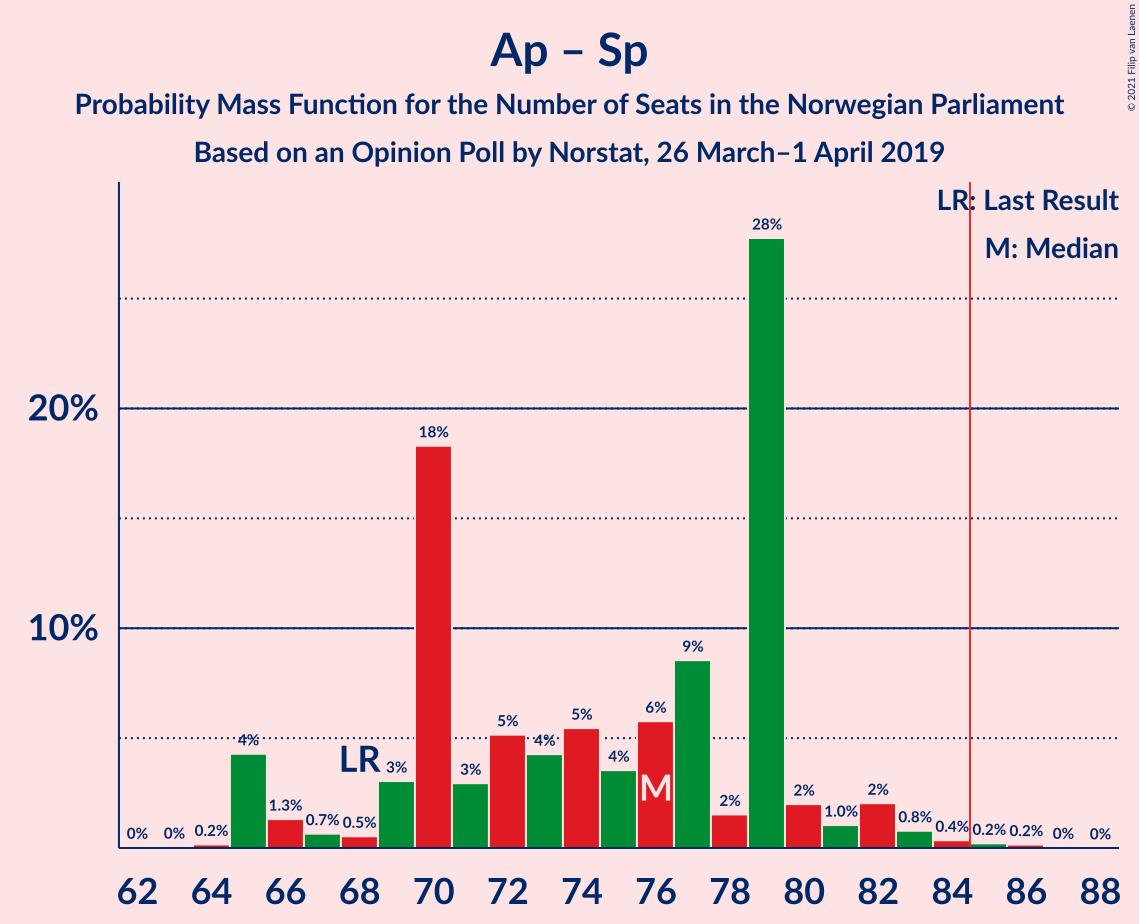 Ap – Sp
Probability Mass Function for the Number of Seats in the Norwegian Parliament
Based on an Opinion Poll by Norstat, 26 March–1 April 2019
© 2021 Filip van Laenen
LR: Last Result
M: Median
20%
10%
0% 0% 0.2% 4% 1.3% 0.7% 0.5% 3% 18% 3% 5% 4% 5% 4% 6% 9% 2% 28% 2% 1.0% 2% 0.8% 0.4% 0.2% 0.2% 0% 0%
LR
M
62 64 66 68 70 72 74 76 78 80 82 84 86 88